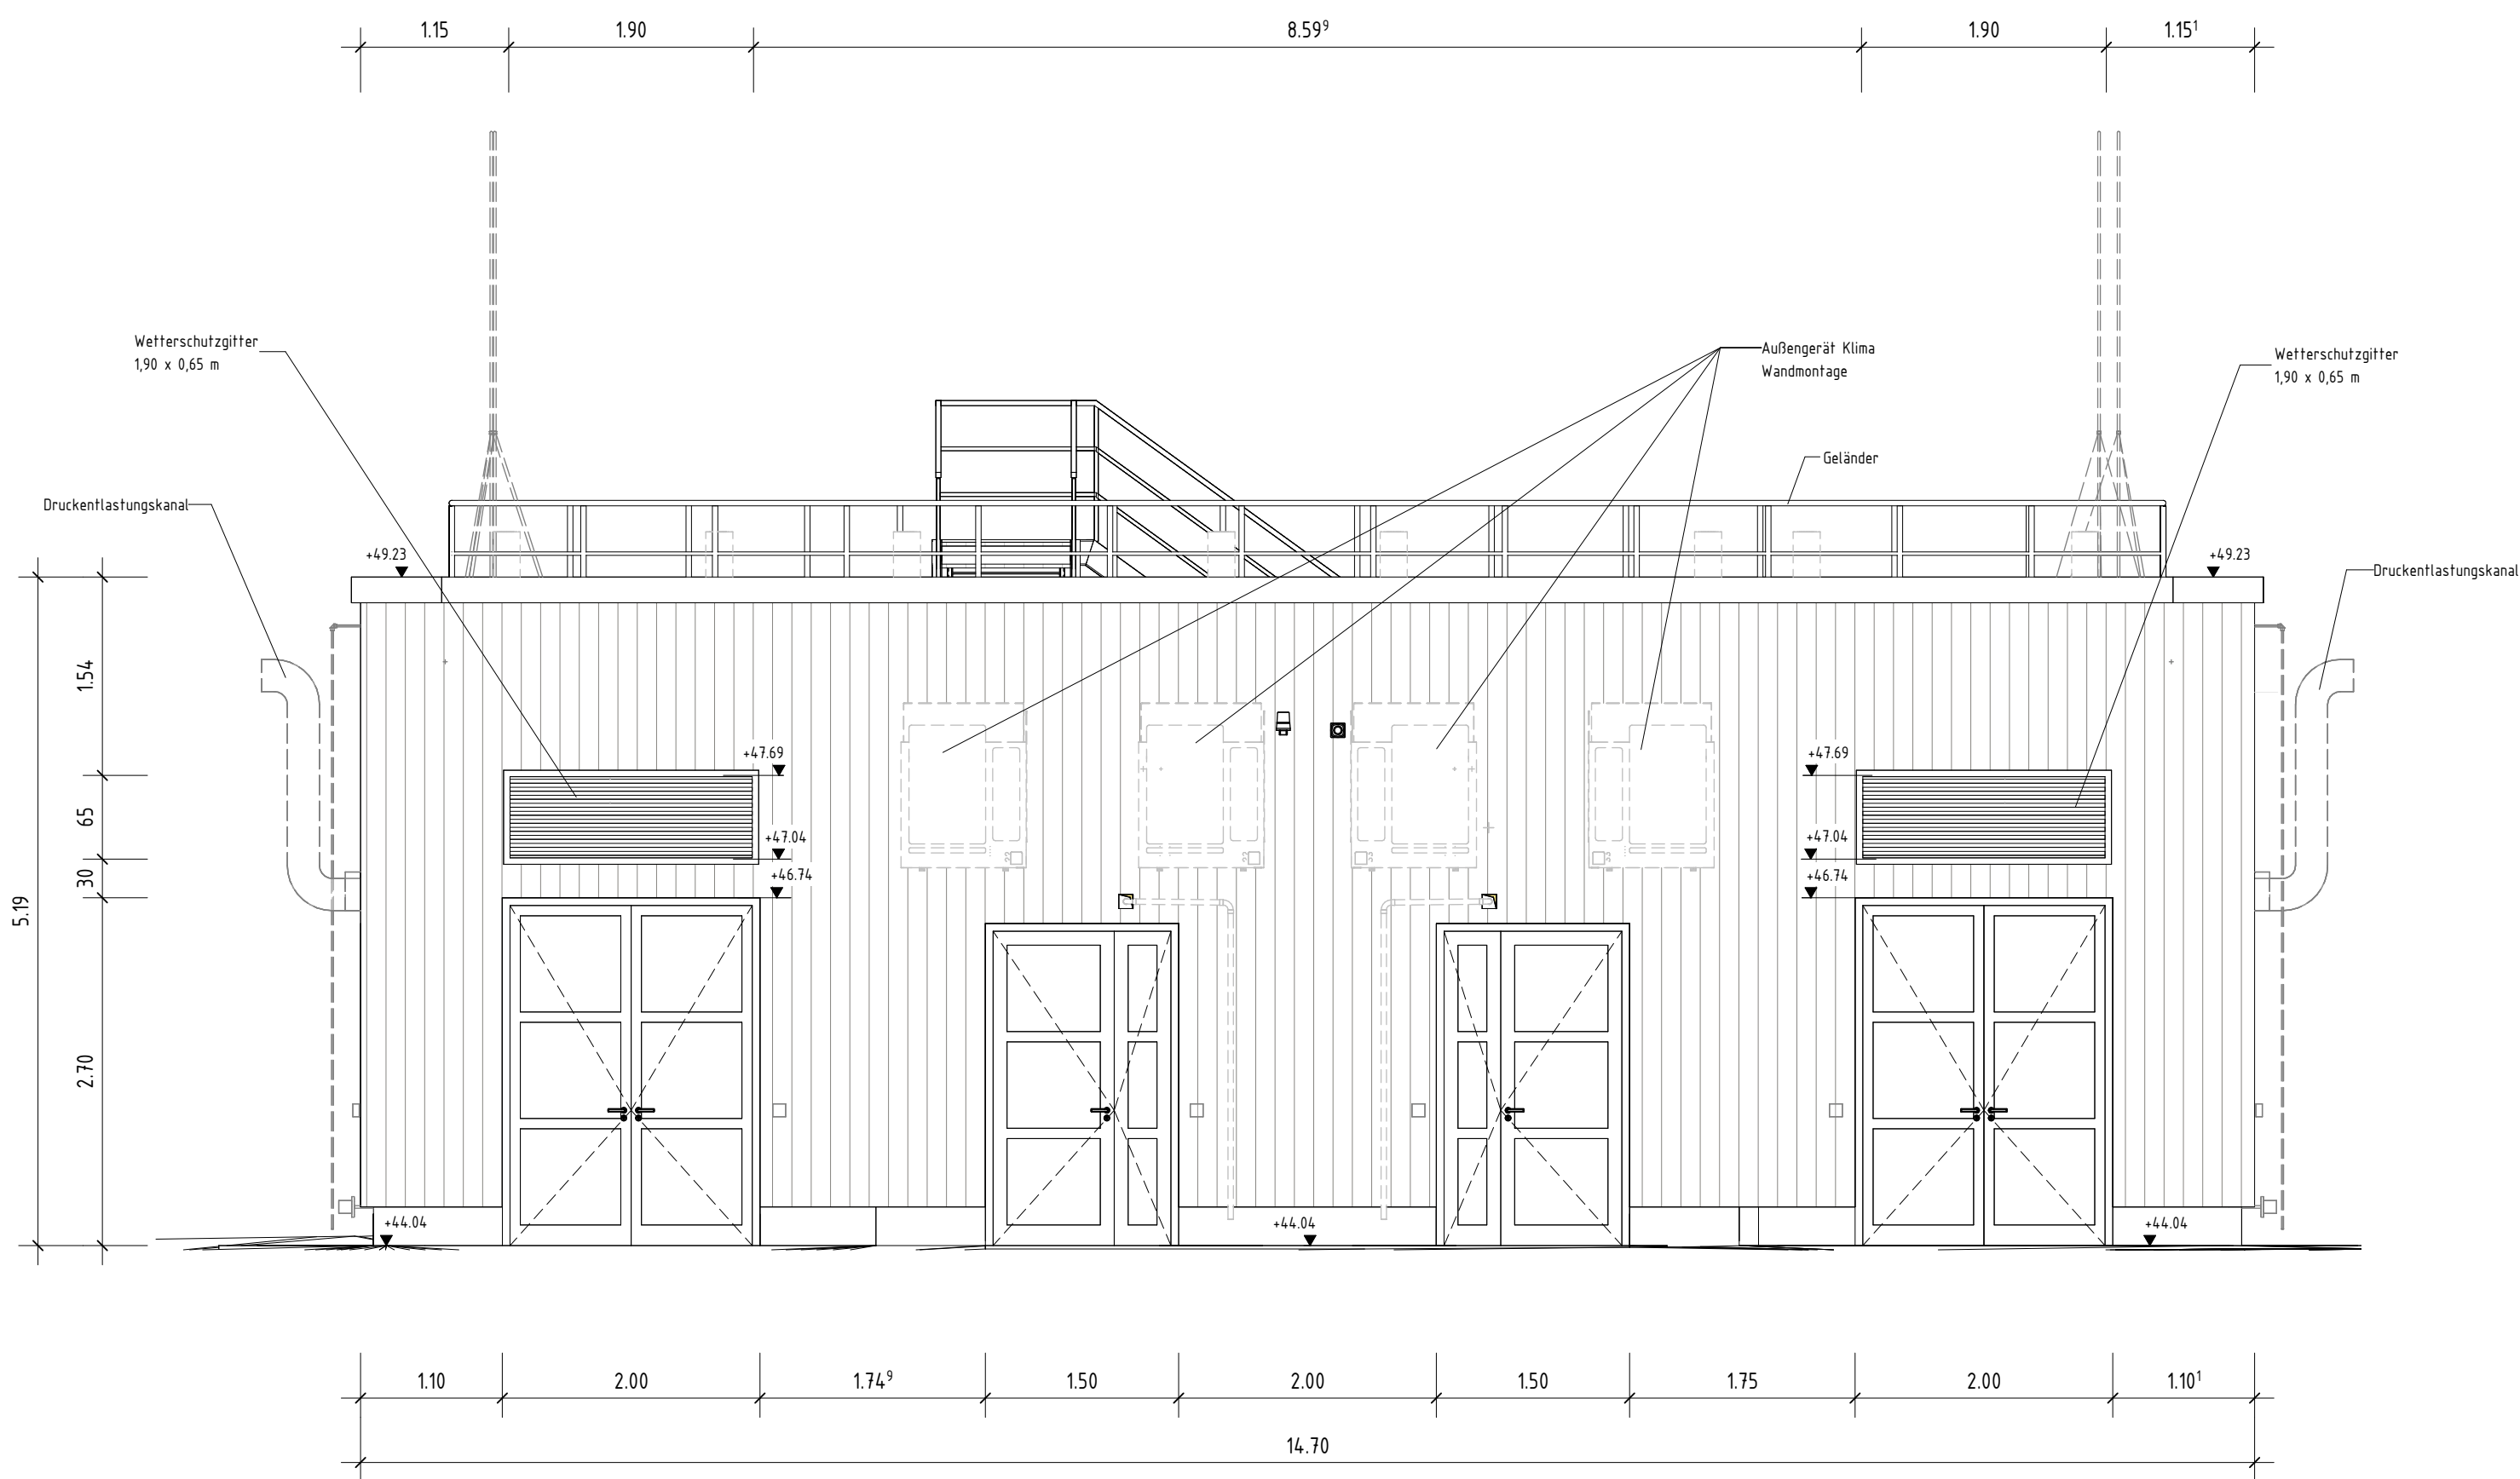 1.15 1.90 8.59⁹ 1.90 1.15¹
Wetterschutzgitter
1,90 x 0,65 m
Außengerät Klima
Wandmontage
Wetterschutzgitter
1,90 x 0,65 m
Geländer
Druckentlastungskanal
+49.23
+49.23
Druckentlastungskanal
1.54
+47.69
+47.69
65
+47.04
+47.04
30
+46.74
+46.74
5.19
2.70
+44.04
+44.04
+44.04
1.10 2.00 1.74⁹ 1.50 2.00 1.50 1.75 2.00 1.10¹
14.70